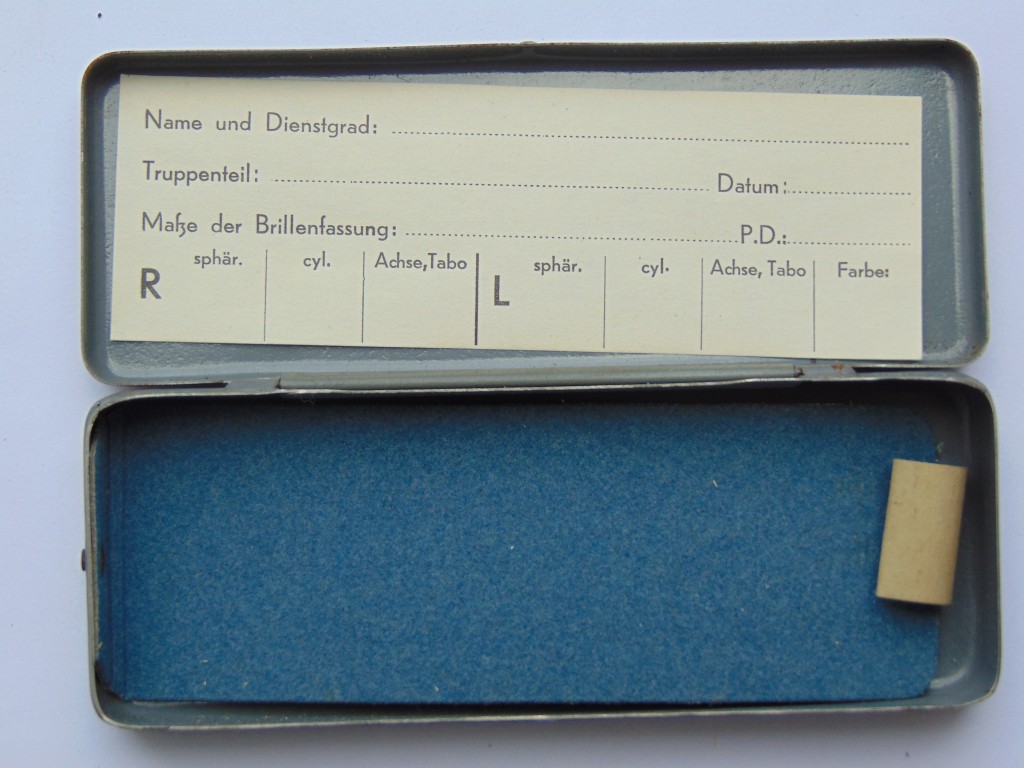 Name und Dienstgrad:
Truppenteil: Datum:
Maße der Brillenfassung: P.D.:
R sphär. cyl. Achse, Tabo L sphär. cyl. Achse, Tabo Farbe: